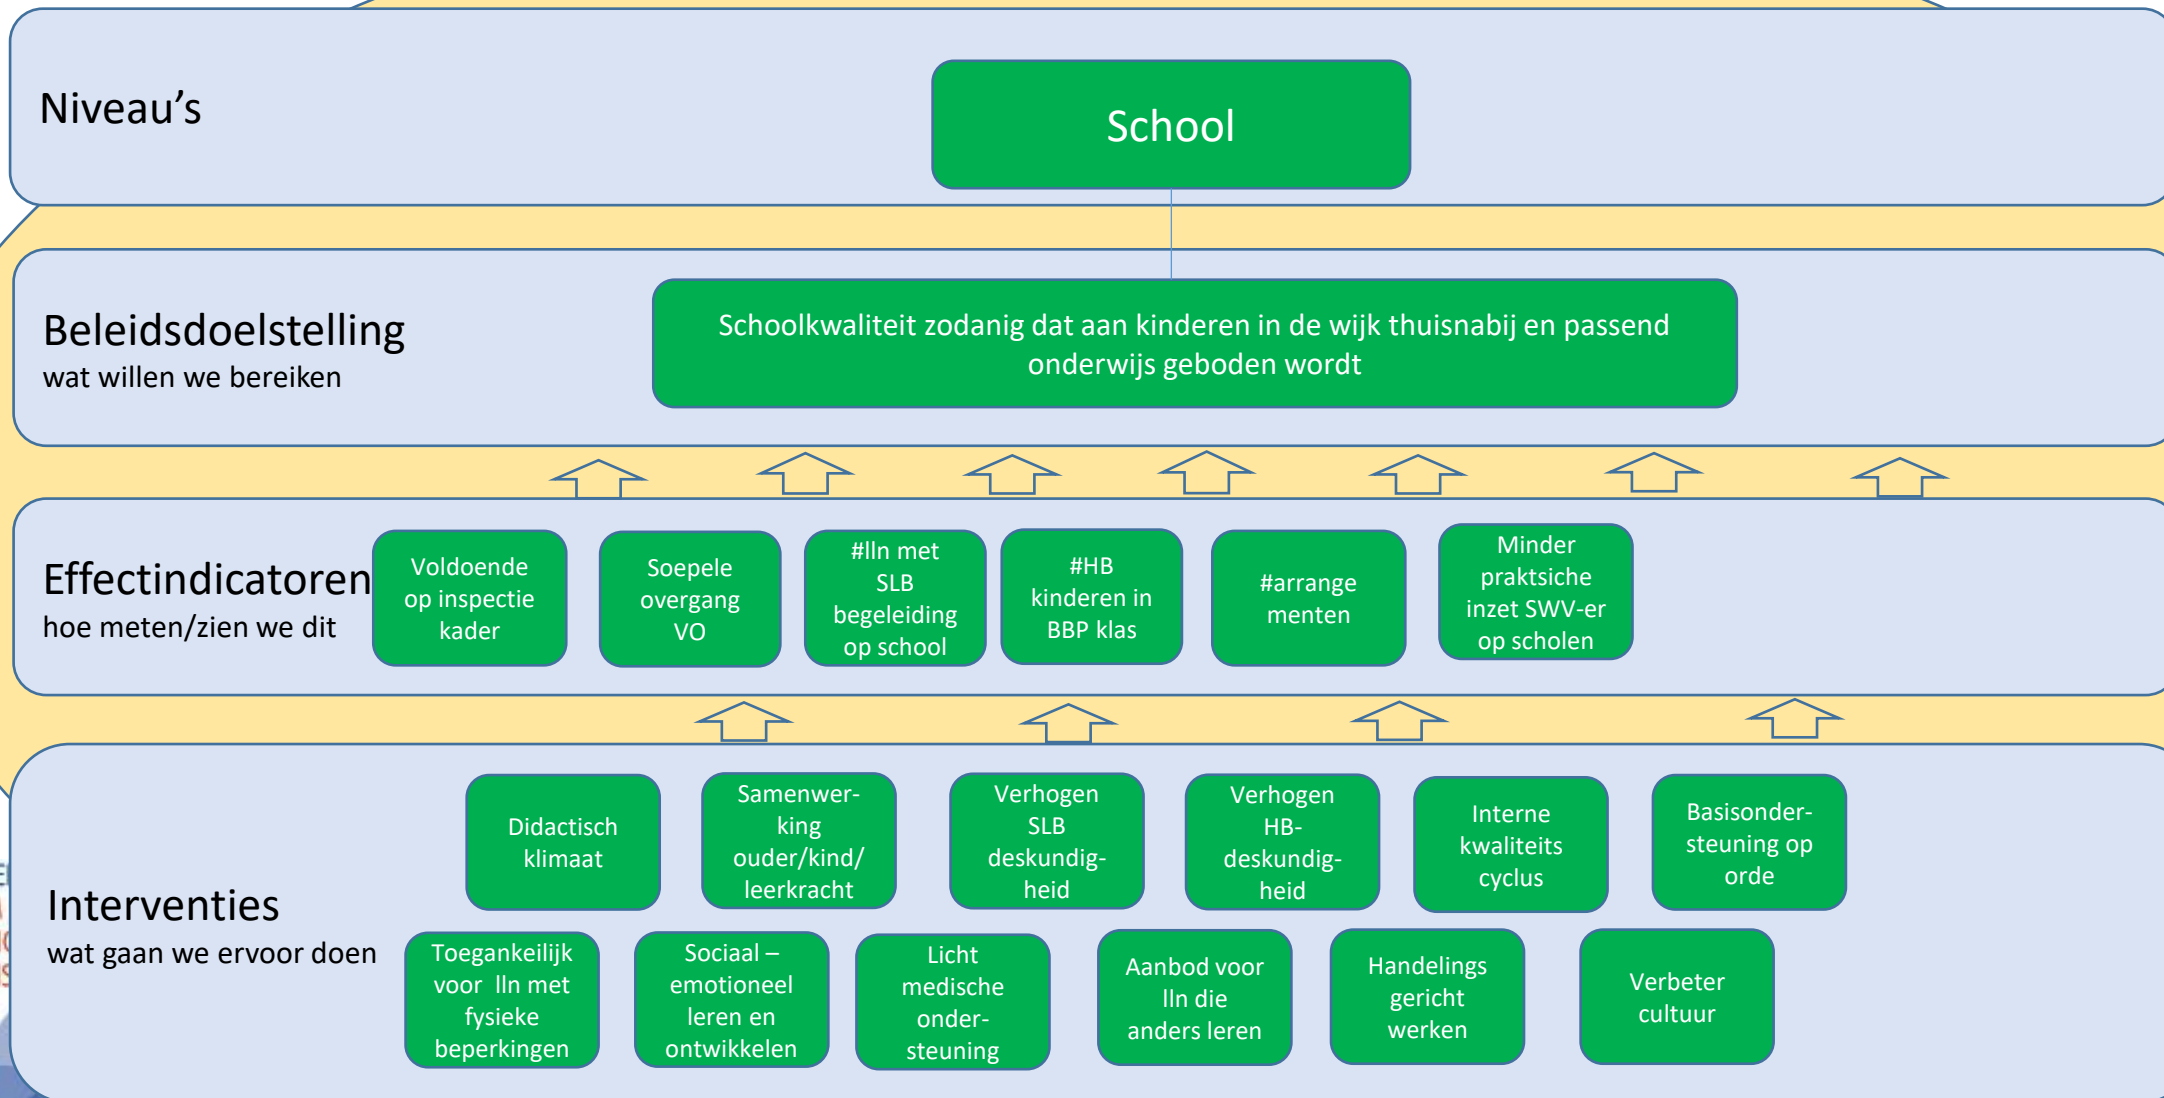 Niveau's
School
Beleidsdoelstelling
wat willen we bereiken
Schoolkwaliteit zodanig dat aan kinderen in de wijk thuisnabij en passend
onderwijs geboden wordt
Effectindicatoren
hoe meten/zien we dit
Voldoende
op inspectie
kader
Soepele
overgang
VO
#lln met
SLB
begeleiding
op school
#HB
kinderen in
BBP klas
#arrange
menten
Minder
praktsiche
inzet SWV-er
op scholen
Interventies
wat gaan we ervoor doen
Didactisch
klimaat
Samenwer-
king
ouder/kind/
leerkracht
Verhogen
SLB
deskundig-
heid
Verhogen
HB-
deskundig-
heid
Interne
kwaliteits
cyclus
Basisonder-
steuning op
orde
Toegankeilijk
voor lln met
fysieke
beperkingen
Sociaal –
emotioneel
leren en
ontwikkelen
Licht
medische
onder-
steuning
Aanbod voor
lln die
anders leren
Handelings
gericht
werken
Verbeter
cultuur